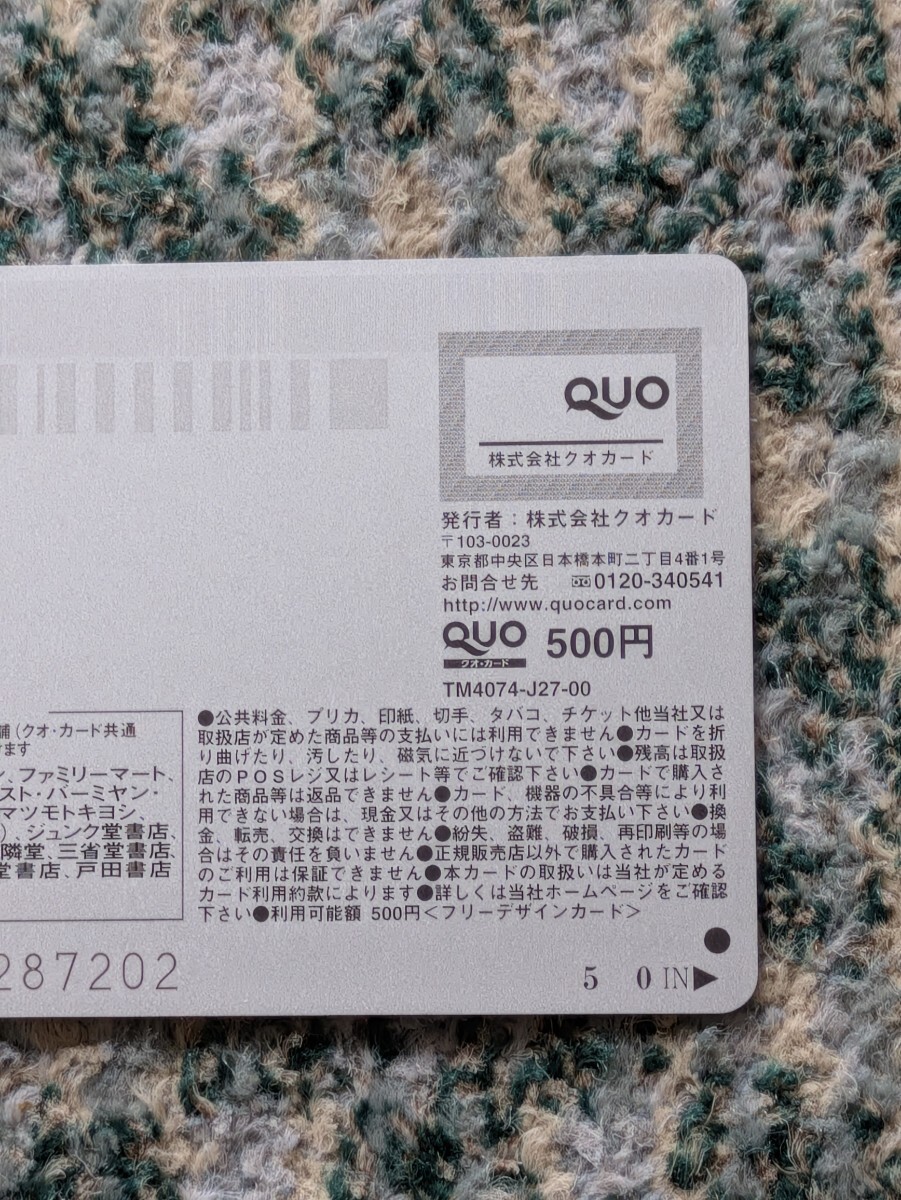 QUO
株式会社クオカード
発行者：株式会社クオカード
〒103-0023
東京都中央区日本橋本町二丁目4番1号
お問合せ先 0120-340541
http://www.quocard.com
QUO 500円
クオ・カード
TM4074-J27-00
舗(クオ・カード共通
けます
ン、ファミリーマート、
スト・バーミヤン・
マツモトキヨシ、
)、ジュンク堂書店、
隣堂、三省堂書店、
堂書店、戸田書店
●公共料金、プリカ、印紙、切手、タバコ、チケット他当社又は
取扱店が定めた商品等の支払いには利用できません●カードを折
り曲げたり、汚したり、磁気に近づけないで下さい●残高は取扱
店のPOSレジ又はレシート等でご確認下さい●カードで購入さ
れた商品等は返品できません●カード、機器の不具合等により利
用できない場合は、現金又はその他の方法でお支払い下さい●換
金、転売、交換はできません●紛失、盗難、破損、再印刷等の場
合はその責任を負いません●正規販売店以外で購入されたカード
のご利用は保証できません●本カードの取扱いは当社が定める
カード利用約款によります●詳しくは当社ホームページをご確認
下さい●利用可能額 500円＜フリーデザインカード＞
287202
5 0 IN▶